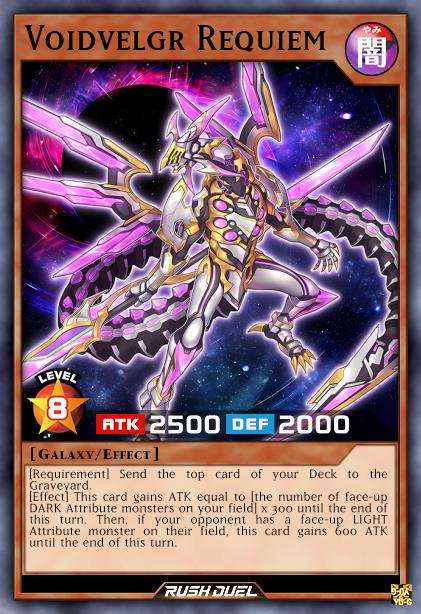 Voidvelgr Requiem
やみ
闇
LEVEL
8
ATK 2500 DEF 2000
[Galaxy/Effect]
[Requirement] Send the top card of your Deck to the
Graveyard.
[Effect] This card gains ATK equal to [the number of face-up
DARK Attribute monsters on your field] x 300 until the end of
this turn. Then, if your opponent has a face-up LIGHT
Attribute monster on their field, this card gains 600 ATK
until the end of this turn.
RUSH DUEL